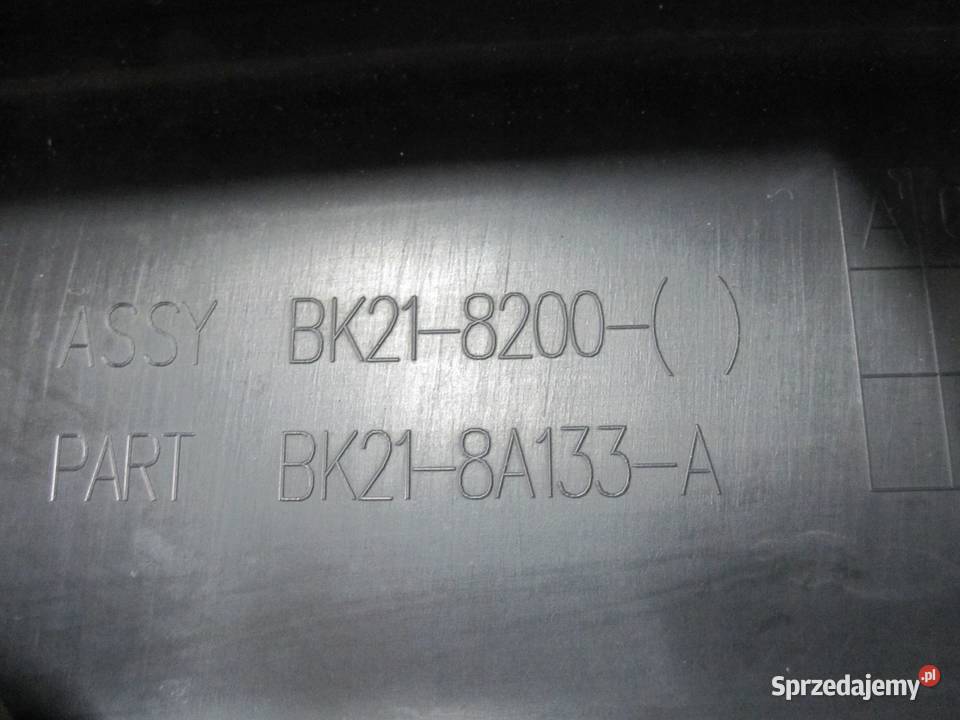 ASSY BK21-8200-( )
PART BK21-8A133-A
Sprzedajemy.pl